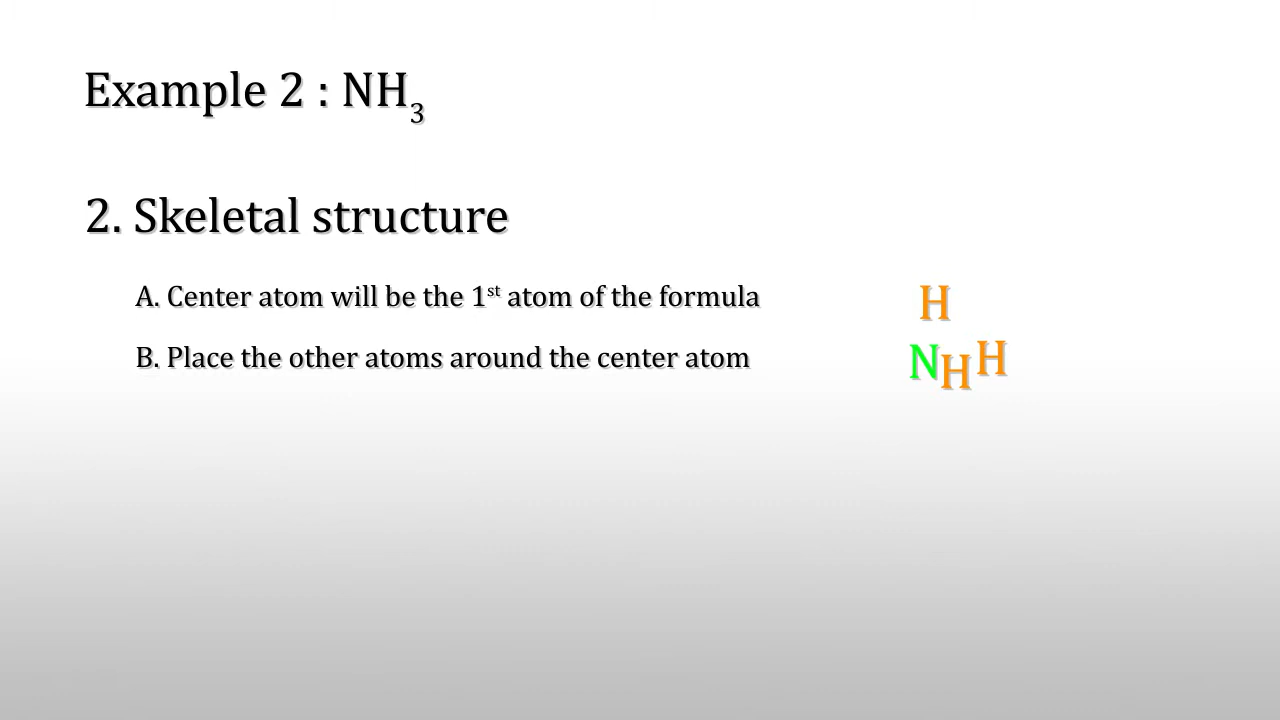 Example 2 : NH₃
2. Skeletal structure
A. Center atom will be the 1ˢᵗ atom of the formula
B. Place the other atoms around the center atom
H
N H H